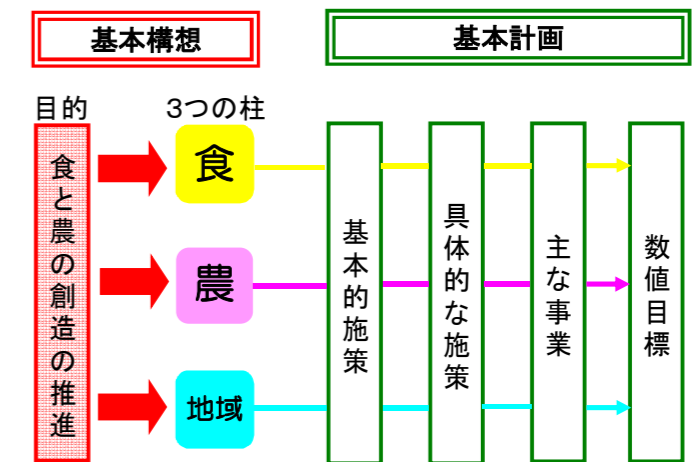 基本構想
基本計画
目的
3つの柱
食と農の創造の推進
食
農
地域
基本的施策
具体的な施策
主な事業
数値目標